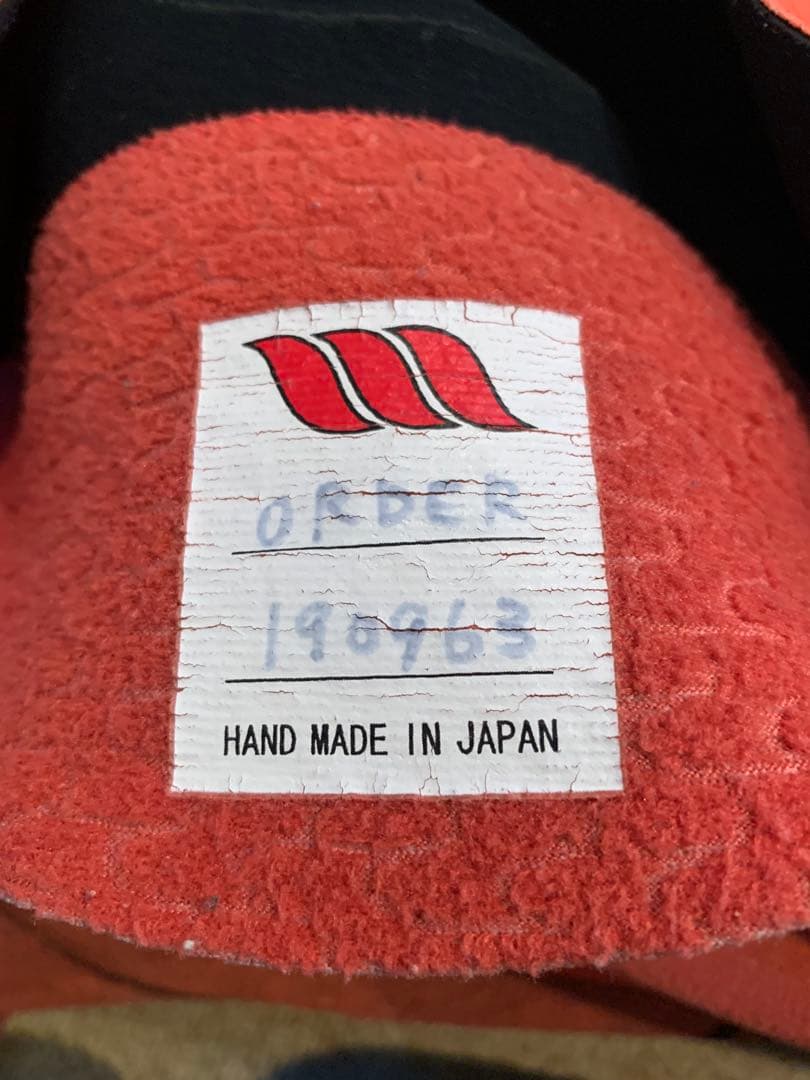 ORDER
190963
HAND MADE IN JAPAN